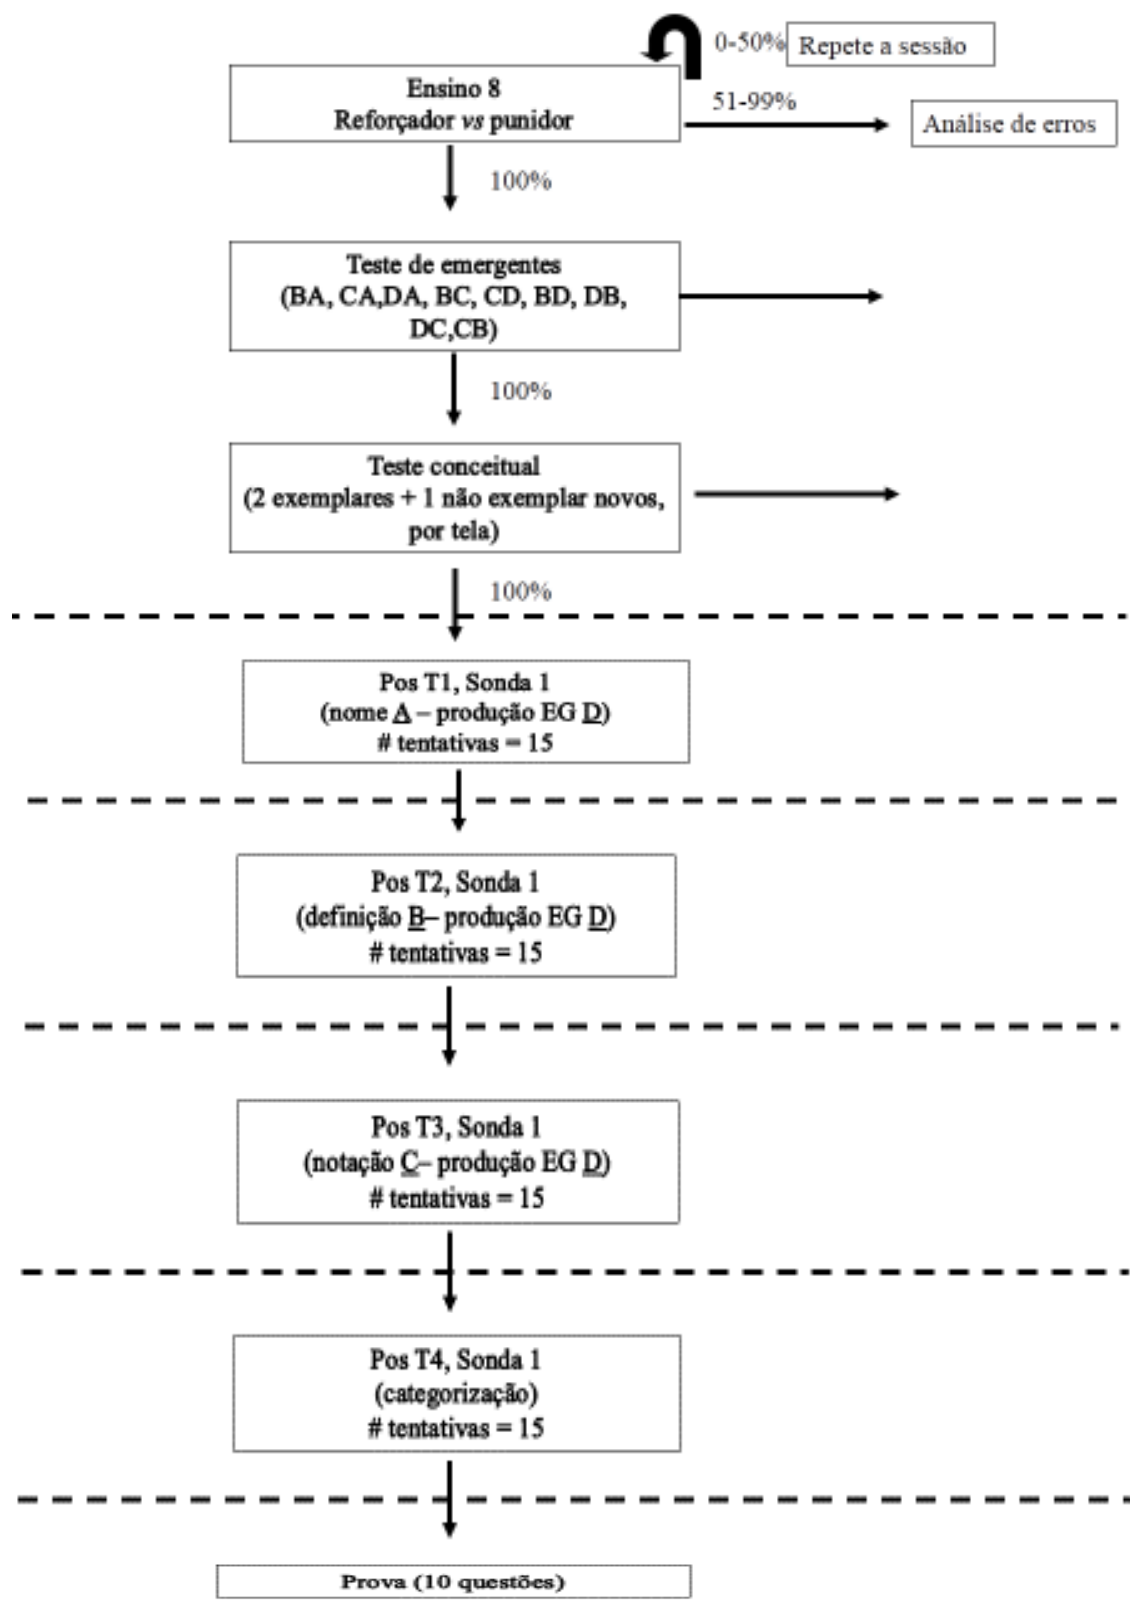 0-50%
Repete a sessão
Ensino 8
Reforçador vs punidor
51-99%
Análise de erros
100%
Teste de emergentes
(BA, CA,DA, BC, CD, BD, DB,
DC,CB)
100%
Teste conceitual
(2 exemplares + 1 não exemplar novos,
por tela)
100%
Pos T1, Sonda 1
(nome A – produção EG D)
# tentativas = 15
Pos T2, Sonda 1
(definição B– produção EG D)
# tentativas = 15
Pos T3, Sonda 1
(notação C– produção EG D)
# tentativas = 15
Pos T4, Sonda 1
(categorização)
# tentativas = 15
Prova (10 questões)